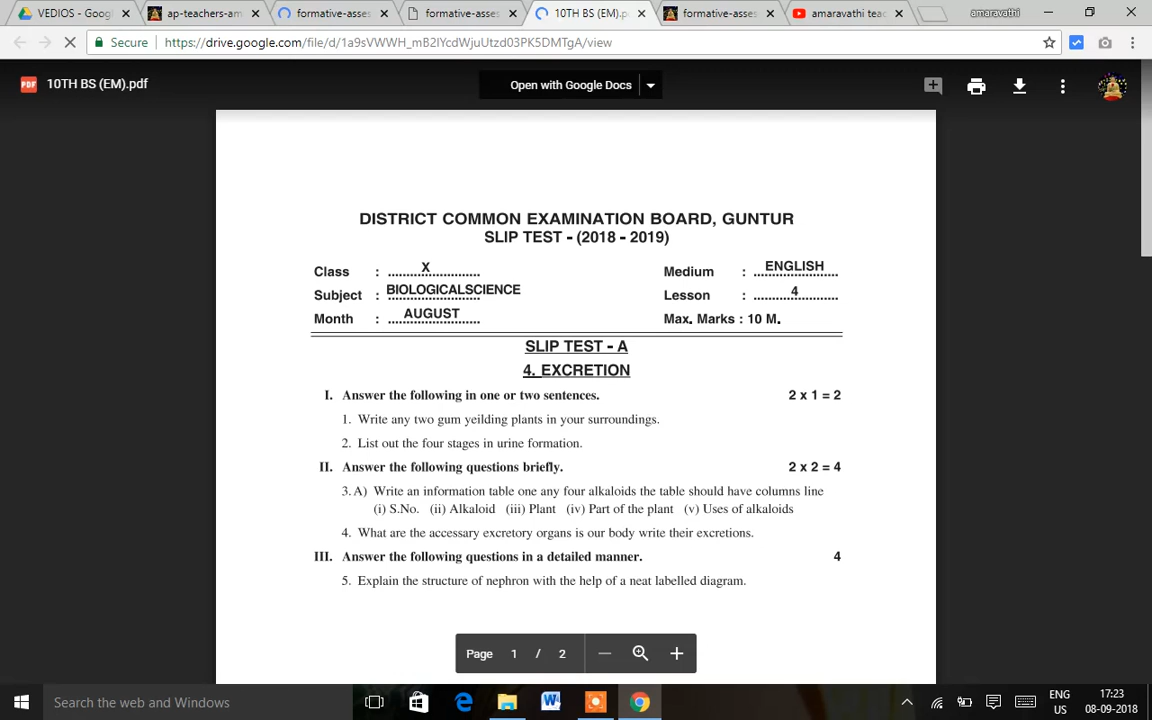 VEDIOS - Googl
ap-teachers-am
formative-asses
formative-asses
10TH BS (EM).p
formative-asses
amaravathi teac
amaravathi
Secure
https://drive.google.com/file/d/1a9sVWWH_mB2lYcdWjuUtzd03PK5DMTgA/view
PDF
10TH BS (EM).pdf
Open with Google Docs
DISTRICT COMMON EXAMINATION BOARD, GUNTUR
SLIP TEST - (2018 - 2019)
Class : X Medium : ENGLISH
Subject : BIOLOGICALSCIENCE Lesson : 4
Month : AUGUST Max. Marks : 10 M.
SLIP TEST - A
4. EXCRETION
I. Answer the following in one or two sentences. 2 x 1 = 2
1. Write any two gum yeilding plants in your surroundings.
2. List out the four stages in urine formation.
II. Answer the following questions briefly. 2 x 2 = 4
3. A) Write an information table one any four alkaloids the table should have columns line
(i) S.No. (ii) Alkaloid (iii) Plant (iv) Part of the plant (v) Uses of alkaloids
4. What are the accessary excretory organs is our body write their excretions.
III. Answer the following questions in a detailed manner. 4
5. Explain the structure of nephron with the help of a neat labelled diagram.
Page 1 / 2
Search the web and Windows
ENG
US
17:23
08-09-2018